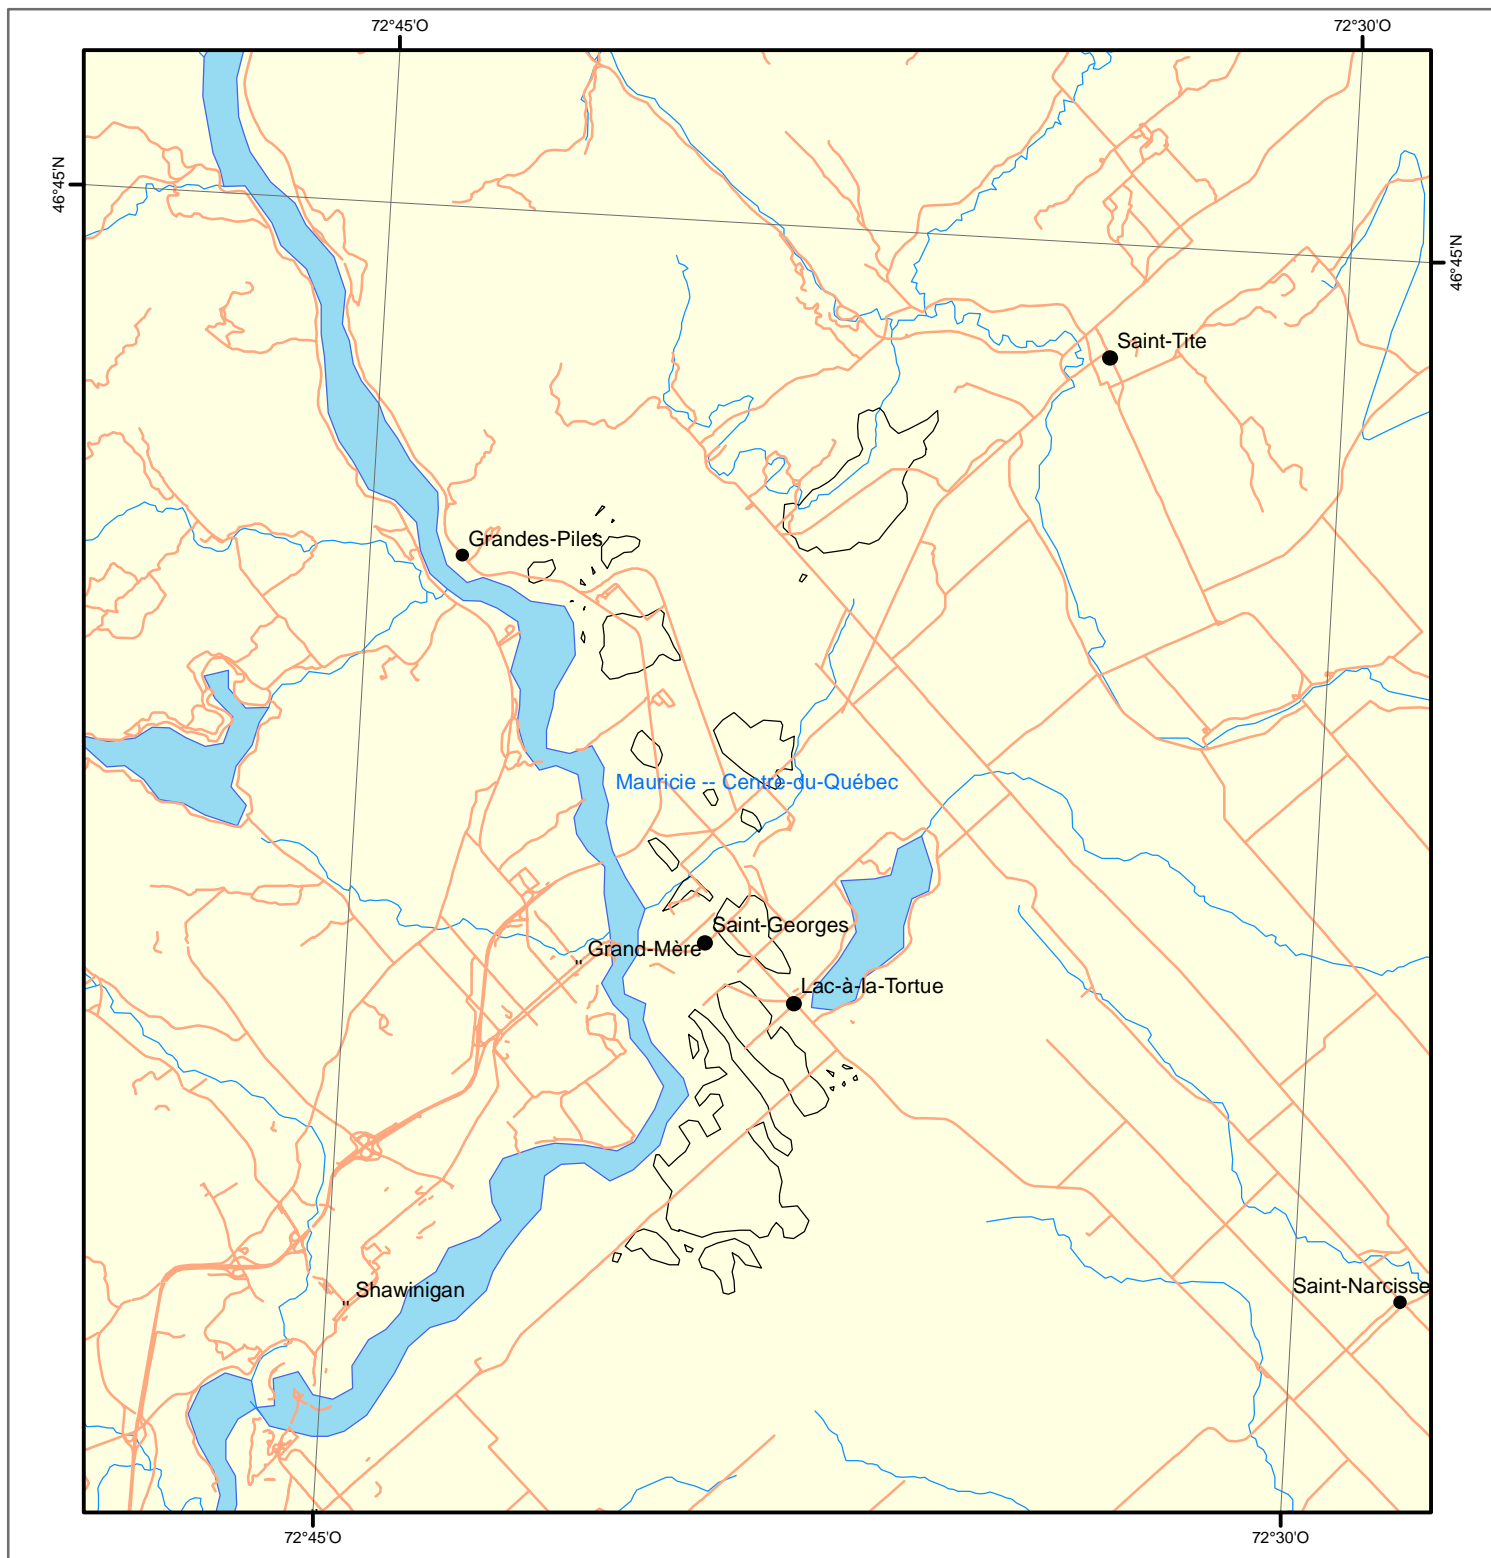 72°45'O
72°30'O
46°45'N
46°45'N
Saint-Tite
Grandes-Piles
Mauricie -- Centre-du-Québec
Saint-Georges
Grand-Mère
Lac-à-la-Tortue
Saint-Narcisse
Shawinigan
72°45'O
72°30'O